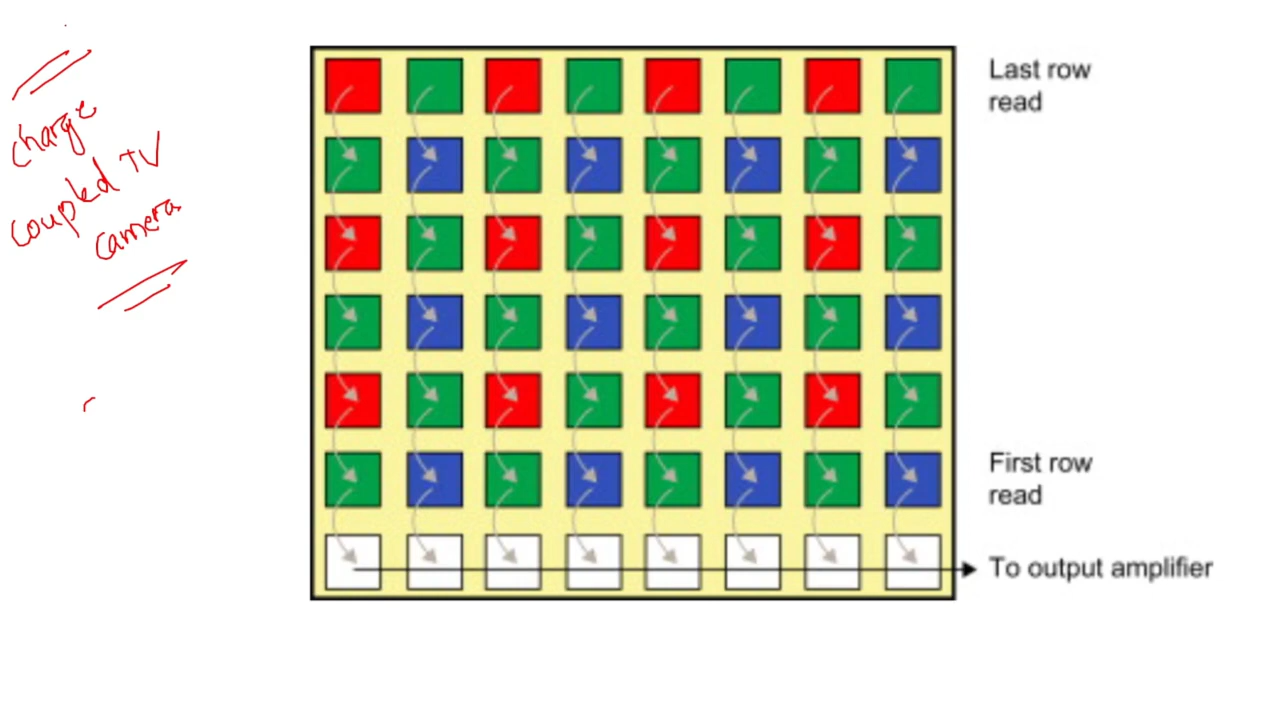 charge
coupled TV
camera
Last row
read
First row
read
To output amplifier